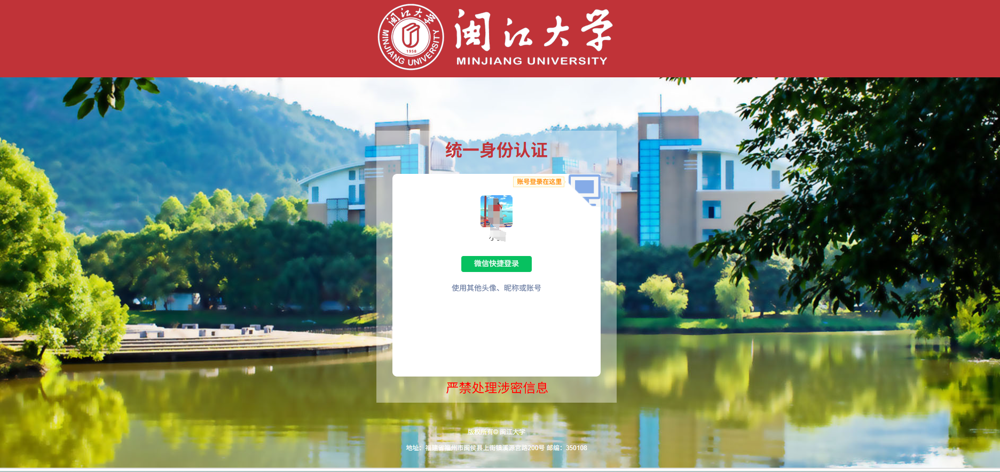 闽江大学
MINJIANG UNIVERSITY
1958
闽江大学
MINJIANG UNIVERSITY
统一身份认证
账号登录在这里
微信快捷登录
使用其他头像、昵称或账号
严禁处理涉密信息
版权所有© 闽江大学
地址：福建省福州市闽侯县上街镇溪源宫路200号 邮编：350108